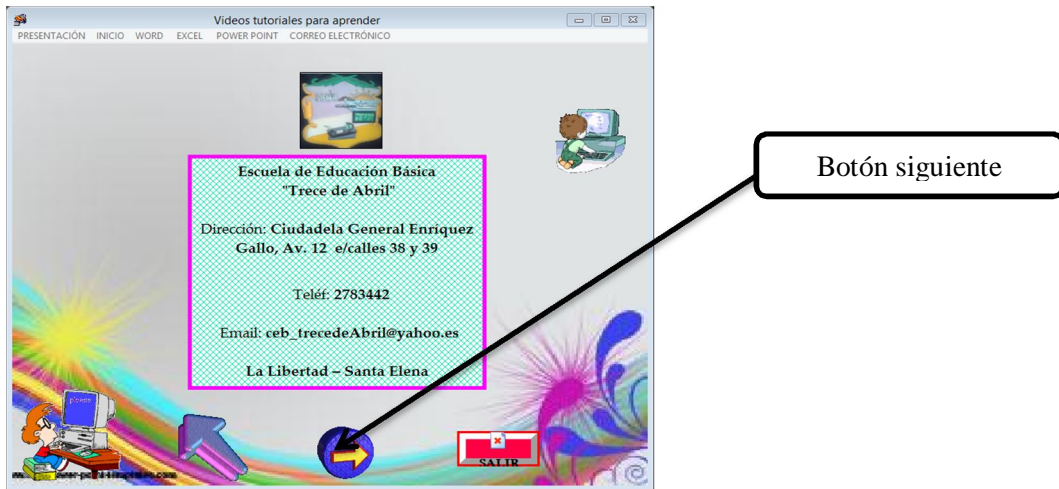 Videos tutoriales para aprender
PRESENTACIÓN INICIO WORD EXCEL POWER POINT CORREO ELECTRÓNICO
Escuela de Educación Básica
"Trece de Abril"
Dirección: Ciudadela General Enríquez
Gallo, Av. 12 e/calles 38 y 39
Teléf: 2783442
Email: ceb_trecedeAbril@yahoo.es
La Libertad – Santa Elena
Botón siguiente
SALIR